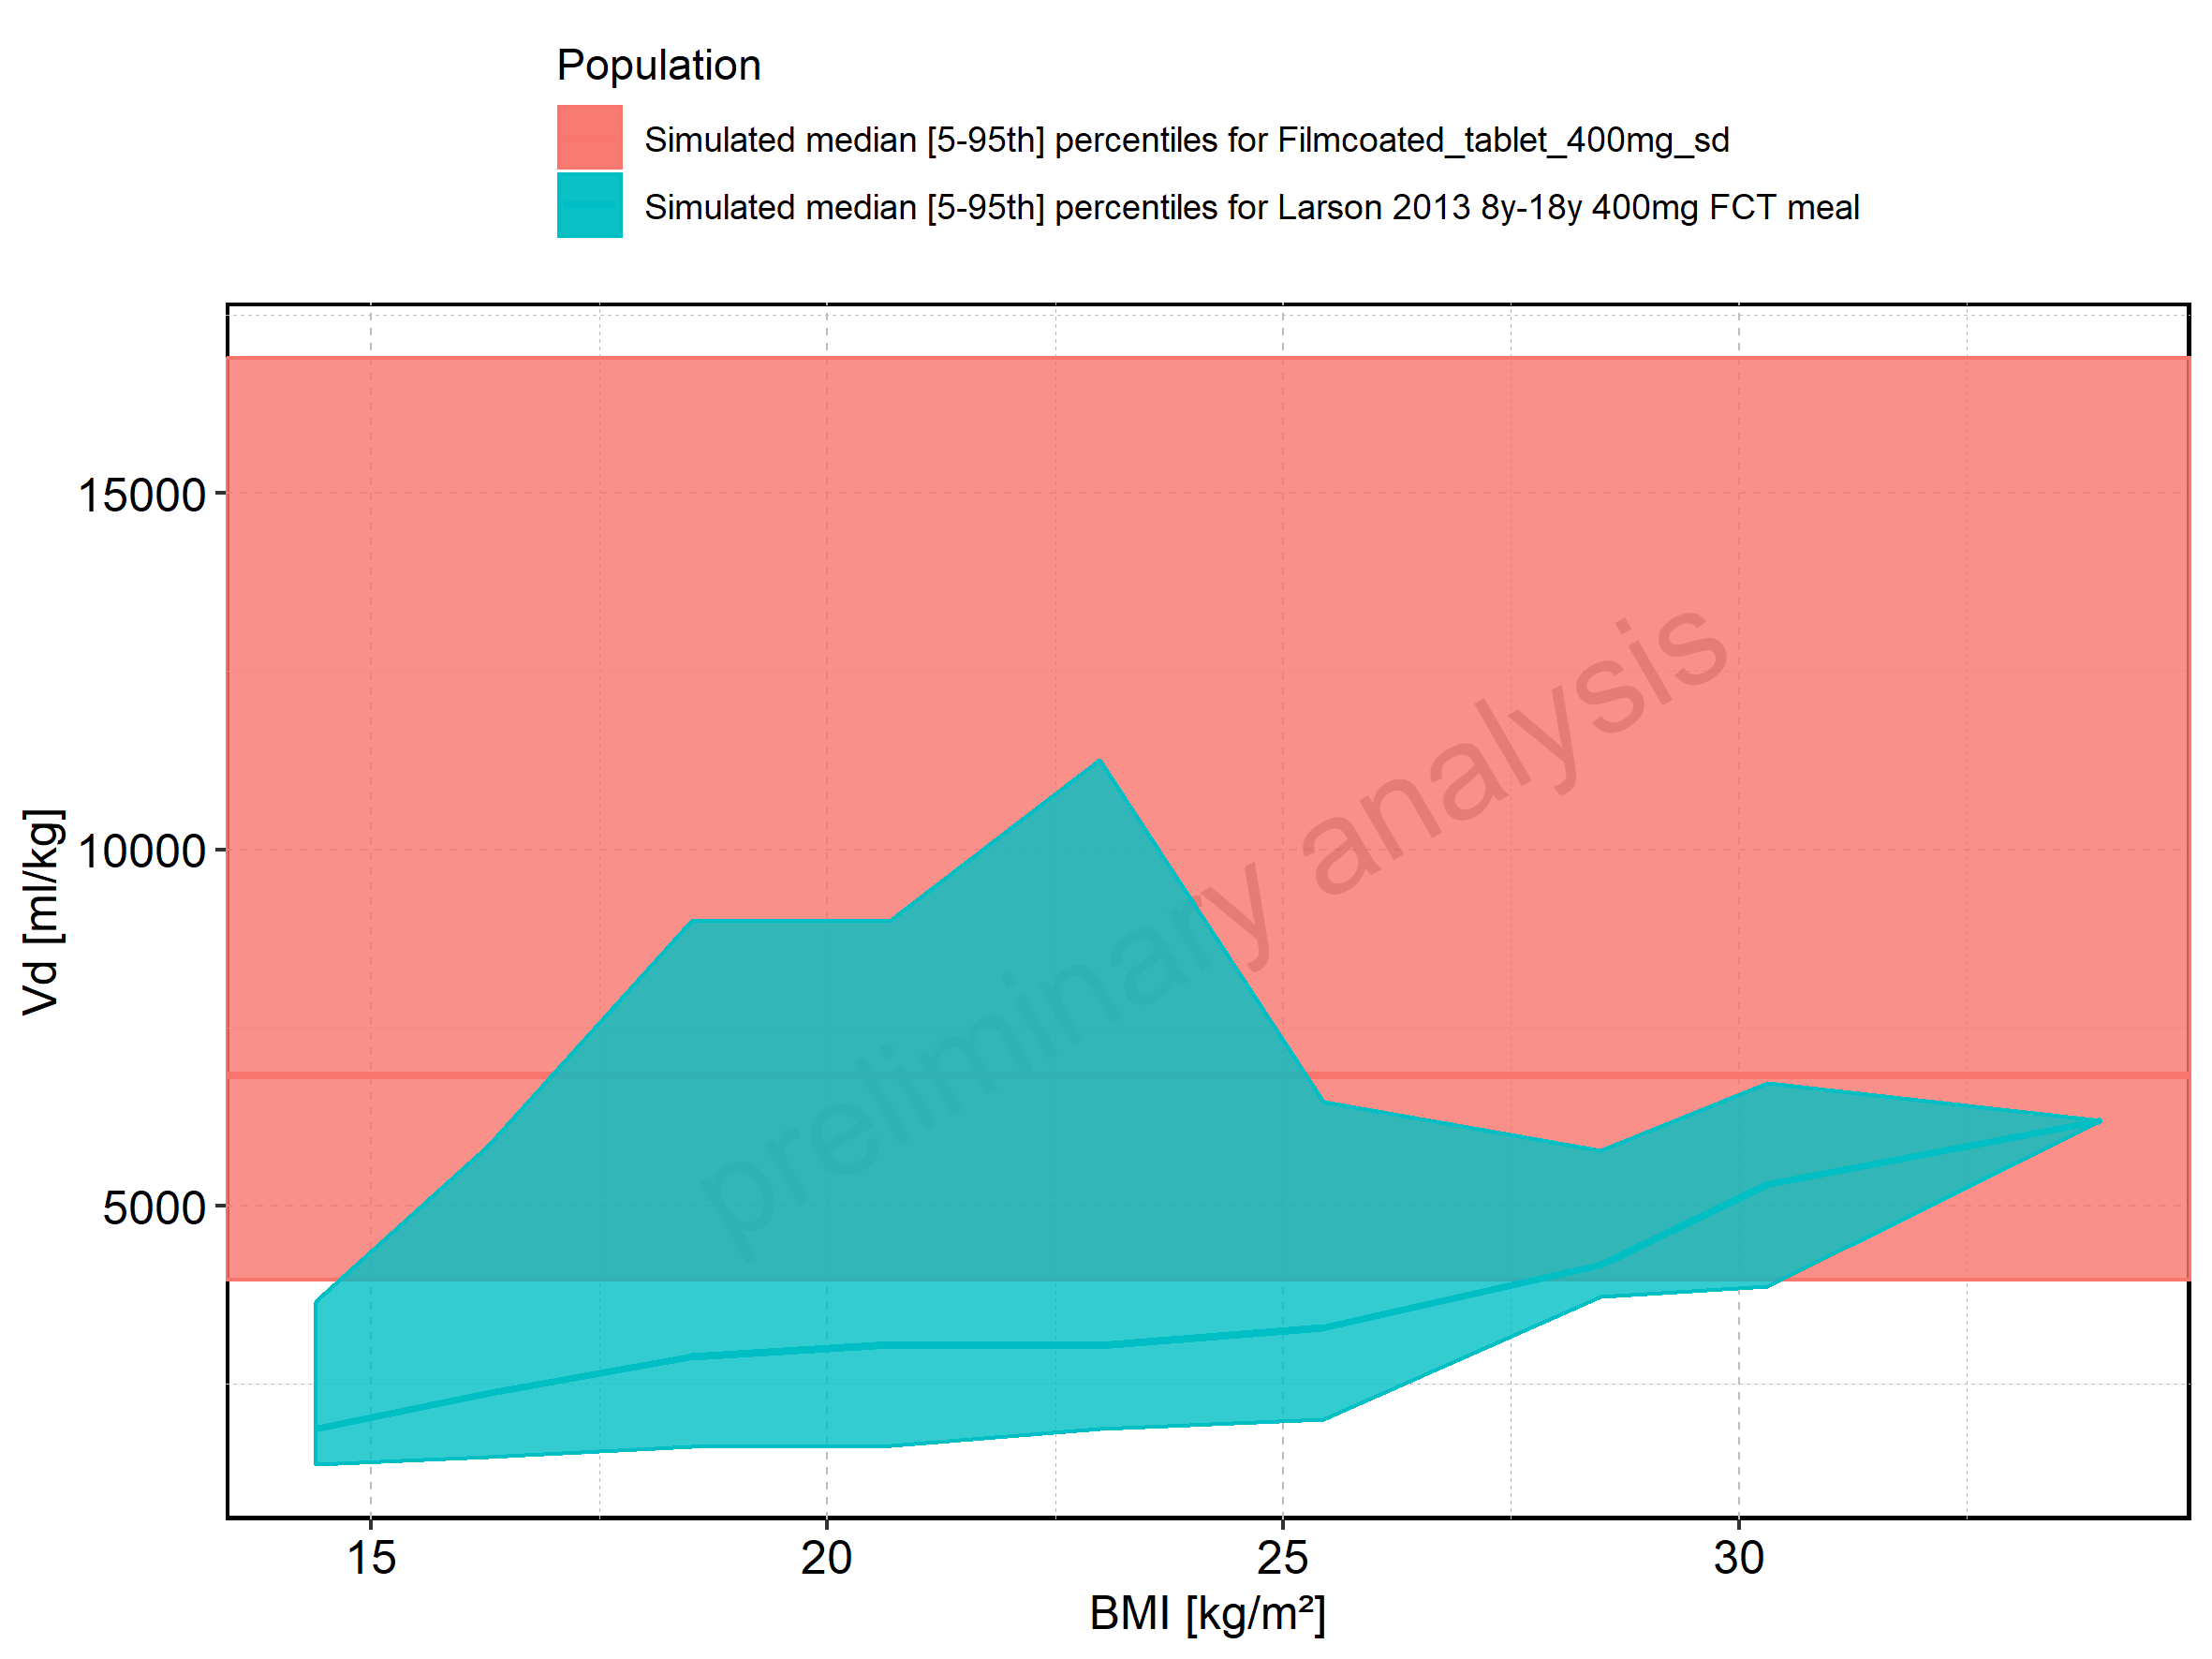 Population
Simulated median [5-95th] percentiles for Filmcoated_tablet_400mg_sd
Simulated median [5-95th] percentiles for Larson 2013 8y-18y 400mg FCT meal
15000
10000
5000
Vd [ml/kg]
preliminary analysis
15
20
25
30
BMI [kg/m²]